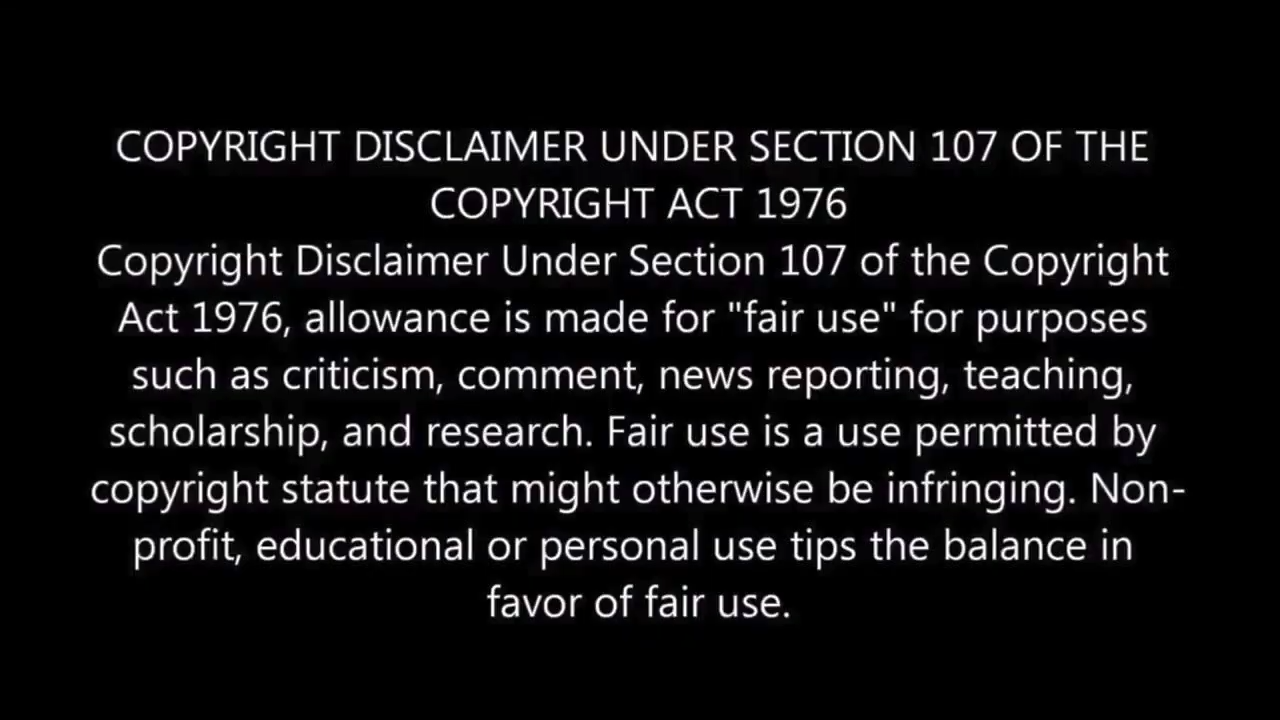 COPYRIGHT DISCLAIMER UNDER SECTION 107 OF THE
COPYRIGHT ACT 1976
Copyright Disclaimer Under Section 107 of the Copyright
Act 1976, allowance is made for "fair use" for purposes
such as criticism, comment, news reporting, teaching,
scholarship, and research. Fair use is a use permitted by
copyright statute that might otherwise be infringing. Non-
profit, educational or personal use tips the balance in
favor of fair use.